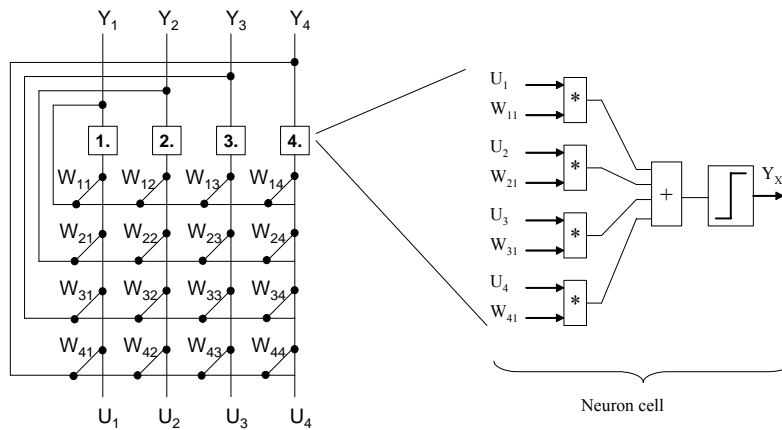 Y1 Y2 Y3 Y4
1. 2. 3. 4.
W11 W12 W13 W14
W21 W22 W23 W24
W31 W32 W33 W34
W41 W42 W43 W44
U1 U2 U3 U4
U1
*
W11
U2
*
W21
U3
*
W31
U4
*
W41
+
YX
Neuron cell